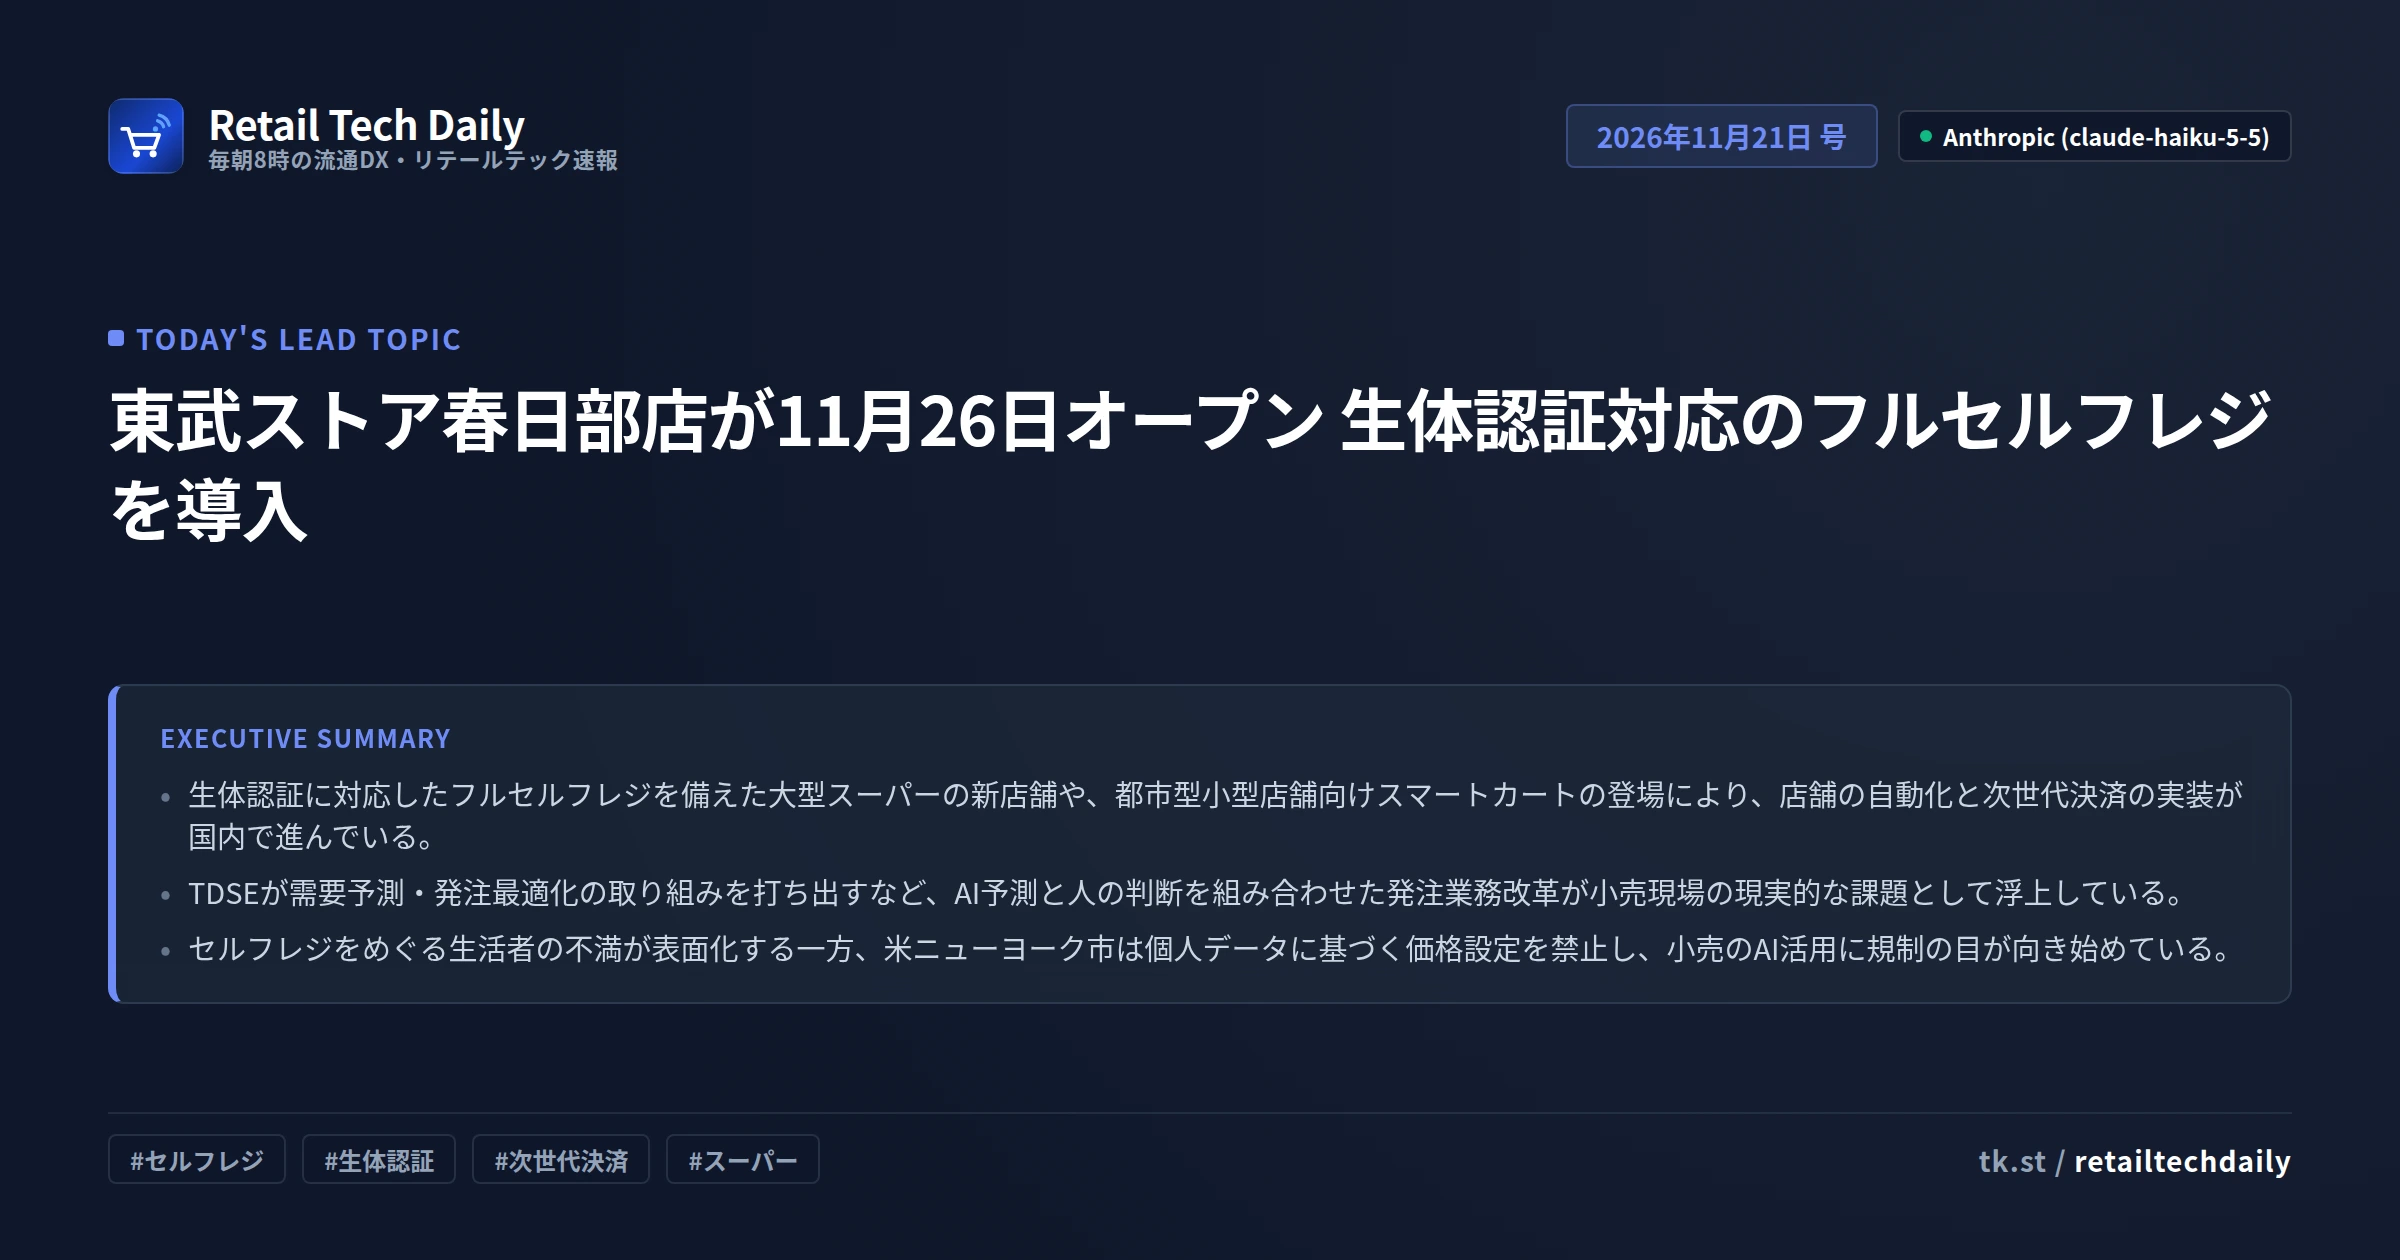 Retail Tech Daily
毎朝8時の流通DX・リテールテック速報
2026年11月21日 号
Anthropic (claude-haiku-5-5)
TODAY'S LEAD TOPIC
東武ストア春日部店が11月26日オープン 生体認証対応のフルセルフレジ
を導入
EXECUTIVE SUMMARY
• 生体認証に対応したフルセルフレジを備えた大型スーパーの新店舗や、都市型小型店舗向けスマートカートの登場により、店舗の自動化と次世代決済の実装が
国内で進んでいる。
• TDSEが需要予測・発注最適化の取り組みを打ち出すなど、AI予測と人の判断を組み合わせた発注業務改革が小売現場の現実的な課題として浮上している。
• セルフレジをめぐる生活者の不満が表面化する一方、米ニューヨーク市は個人データに基づく価格設定を禁止し、小売のAI活用に規制の目が向き始めている。
#セルフレジ
#生体認証
#次世代決済
#スーパー
tk.st / retailtechdaily